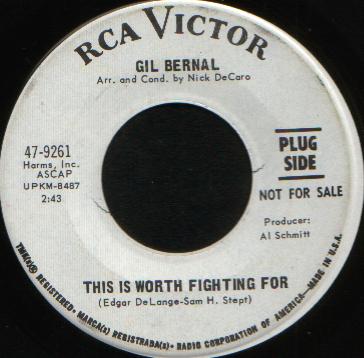 RCA VICTOR
GIL BERNAL
Arr. and Cond. by Nick DeCaro
47-9261
Harms, Inc.
ASCAP
UPKM-8487
2:43
PLUG
SIDE
NOT FOR SALE
Producer:
Al Schmitt
THIS IS WORTH FIGHTING FOR
(Edgar DeLange-Sam H. Stept)
TMK(s)® REGISTERED • MARCA(s) REGISTRADA(s) • RADIO CORPORATION OF AMERICA—MADE IN U.S.A.